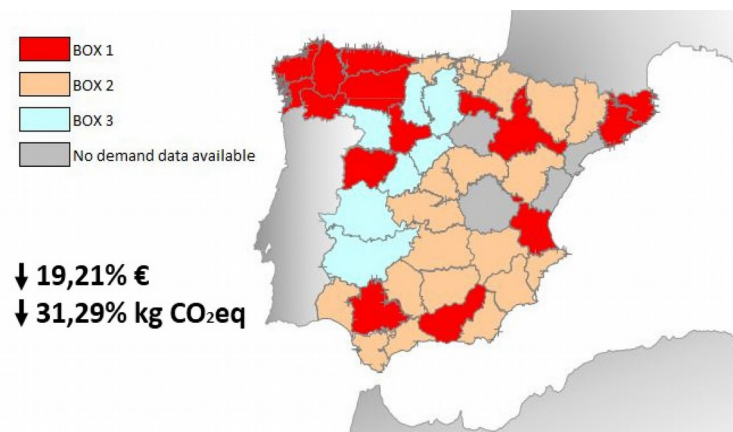 BOX 1
BOX 2
BOX 3
No demand data available
↓ 19,21% €
↓ 31,29% kg CO₂eq